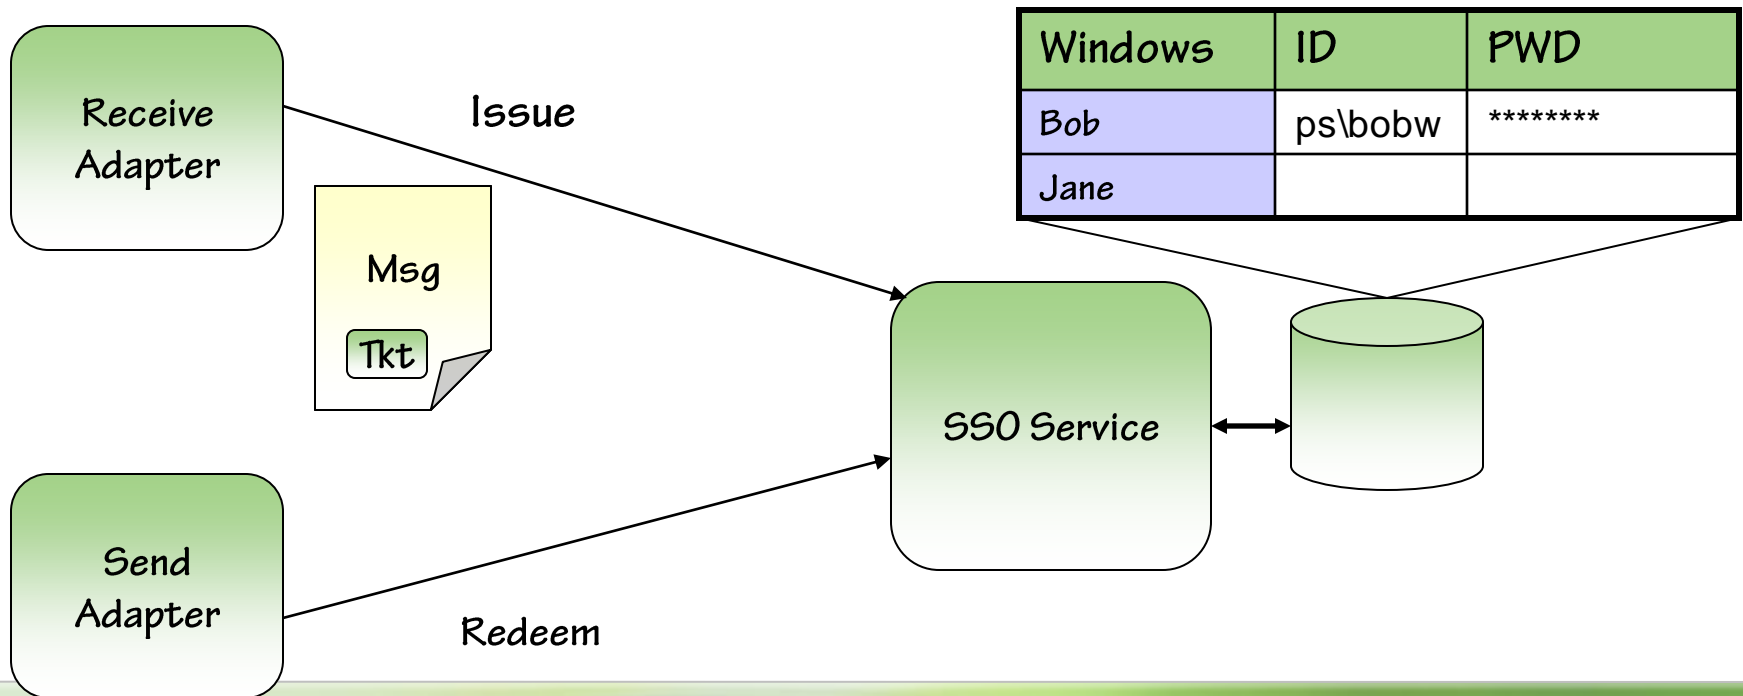 Receive
Adapter
Issue
Msg
Tkt
Windows ID PWD
Bob ps\bobw ********
Jane
SSO Service
Send
Adapter
Redeem